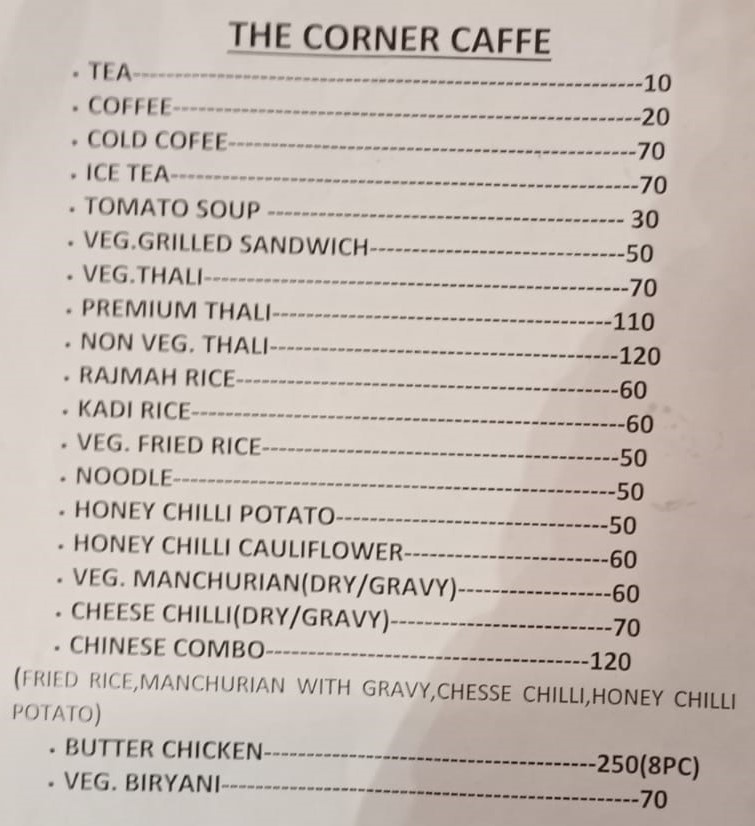 THE CORNER CAFFE
. TEA----------------------------------------------------------10
. COFFEE-----------------------------------------------------20
. COLD COFEE----------------------------------------------70
. ICE TEA-----------------------------------------------------70
. TOMATO SOUP ---------------------------------------- 30
. VEG.GRILLED SANDWICH-----------------------------50
. VEG.THALI------------------------------------------------70
. PREMIUM THALI--------------------------------------110
. NON VEG. THALI---------------------------------------120
. RAJMAH RICE-------------------------------------------60
. KADI RICE-------------------------------------------------60
. VEG. FRIED RICE----------------------------------------50
. NOODLE--------------------------------------------------50
. HONEY CHILLI POTATO-------------------------------50
. HONEY CHILLI CAULIFLOWER-----------------------60
. VEG. MANCHURIAN(DRY/GRAVY)-----------------60
. CHEESE CHILLI(DRY/GRAVY)-------------------------70
. CHINESE COMBO------------------------------------120
(FRIED RICE,MANCHURIAN WITH GRAVY,CHESSE CHILLI,HONEY CHILLI
POTATO)
. BUTTER CHICKEN-------------------------------------250(8PC)
. VEG. BIRYANI----------------------------------------------70